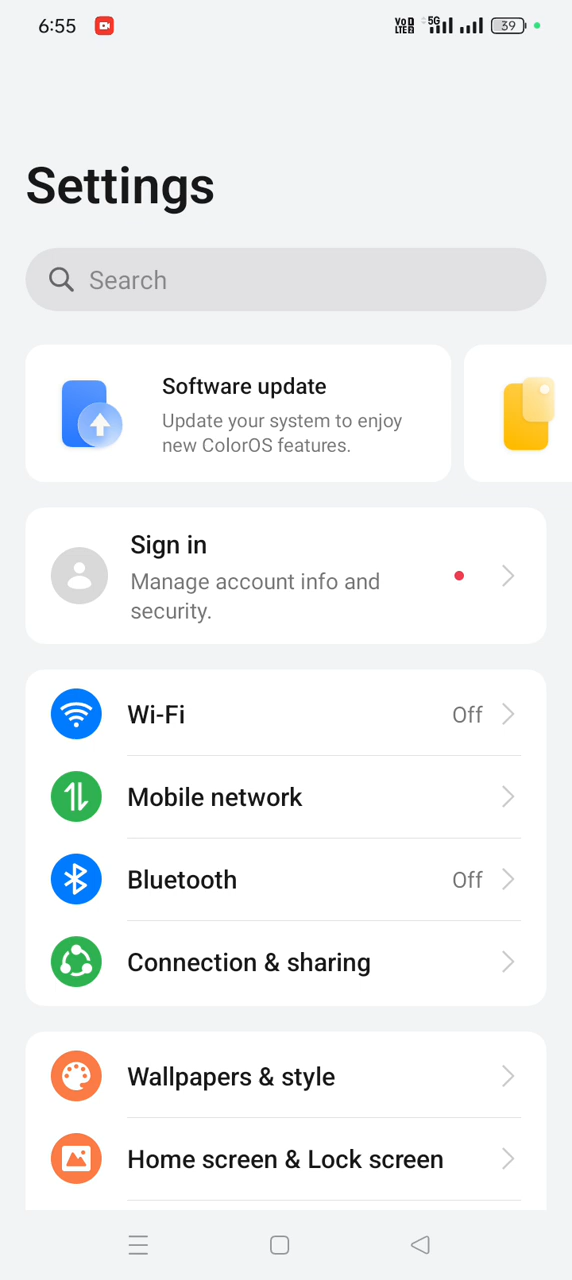 6:55
VoD
LTE2
5G
39
Settings
Search
Software update
Update your system to enjoy
new ColorOS features.
Sign in
Manage account info and
security.
Wi-Fi
Off
Mobile network
Bluetooth
Off
Connection & sharing
Wallpapers & style
Home screen & Lock screen